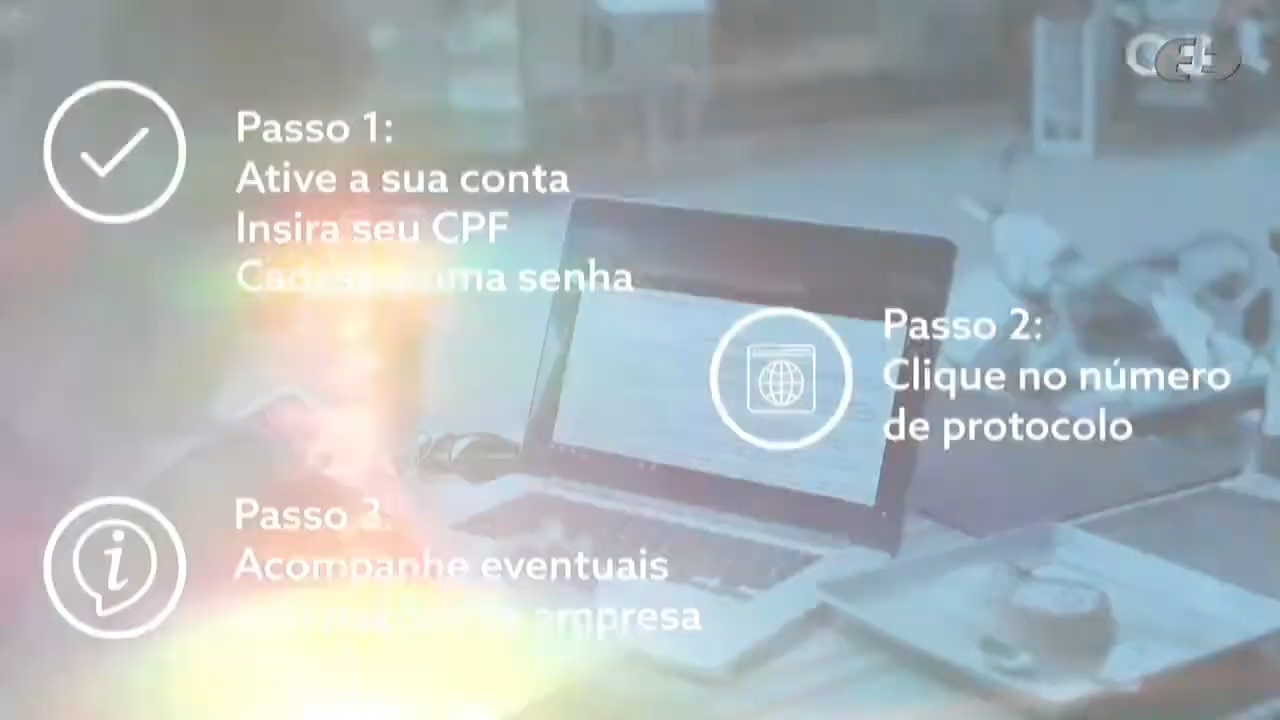 Passo 1:
Ative a sua conta
Insira seu CPF
Cadastre uma senha
Passo 2:
Clique no número
de protocolo
Passo 3:
Acompanhe eventuais
empresa